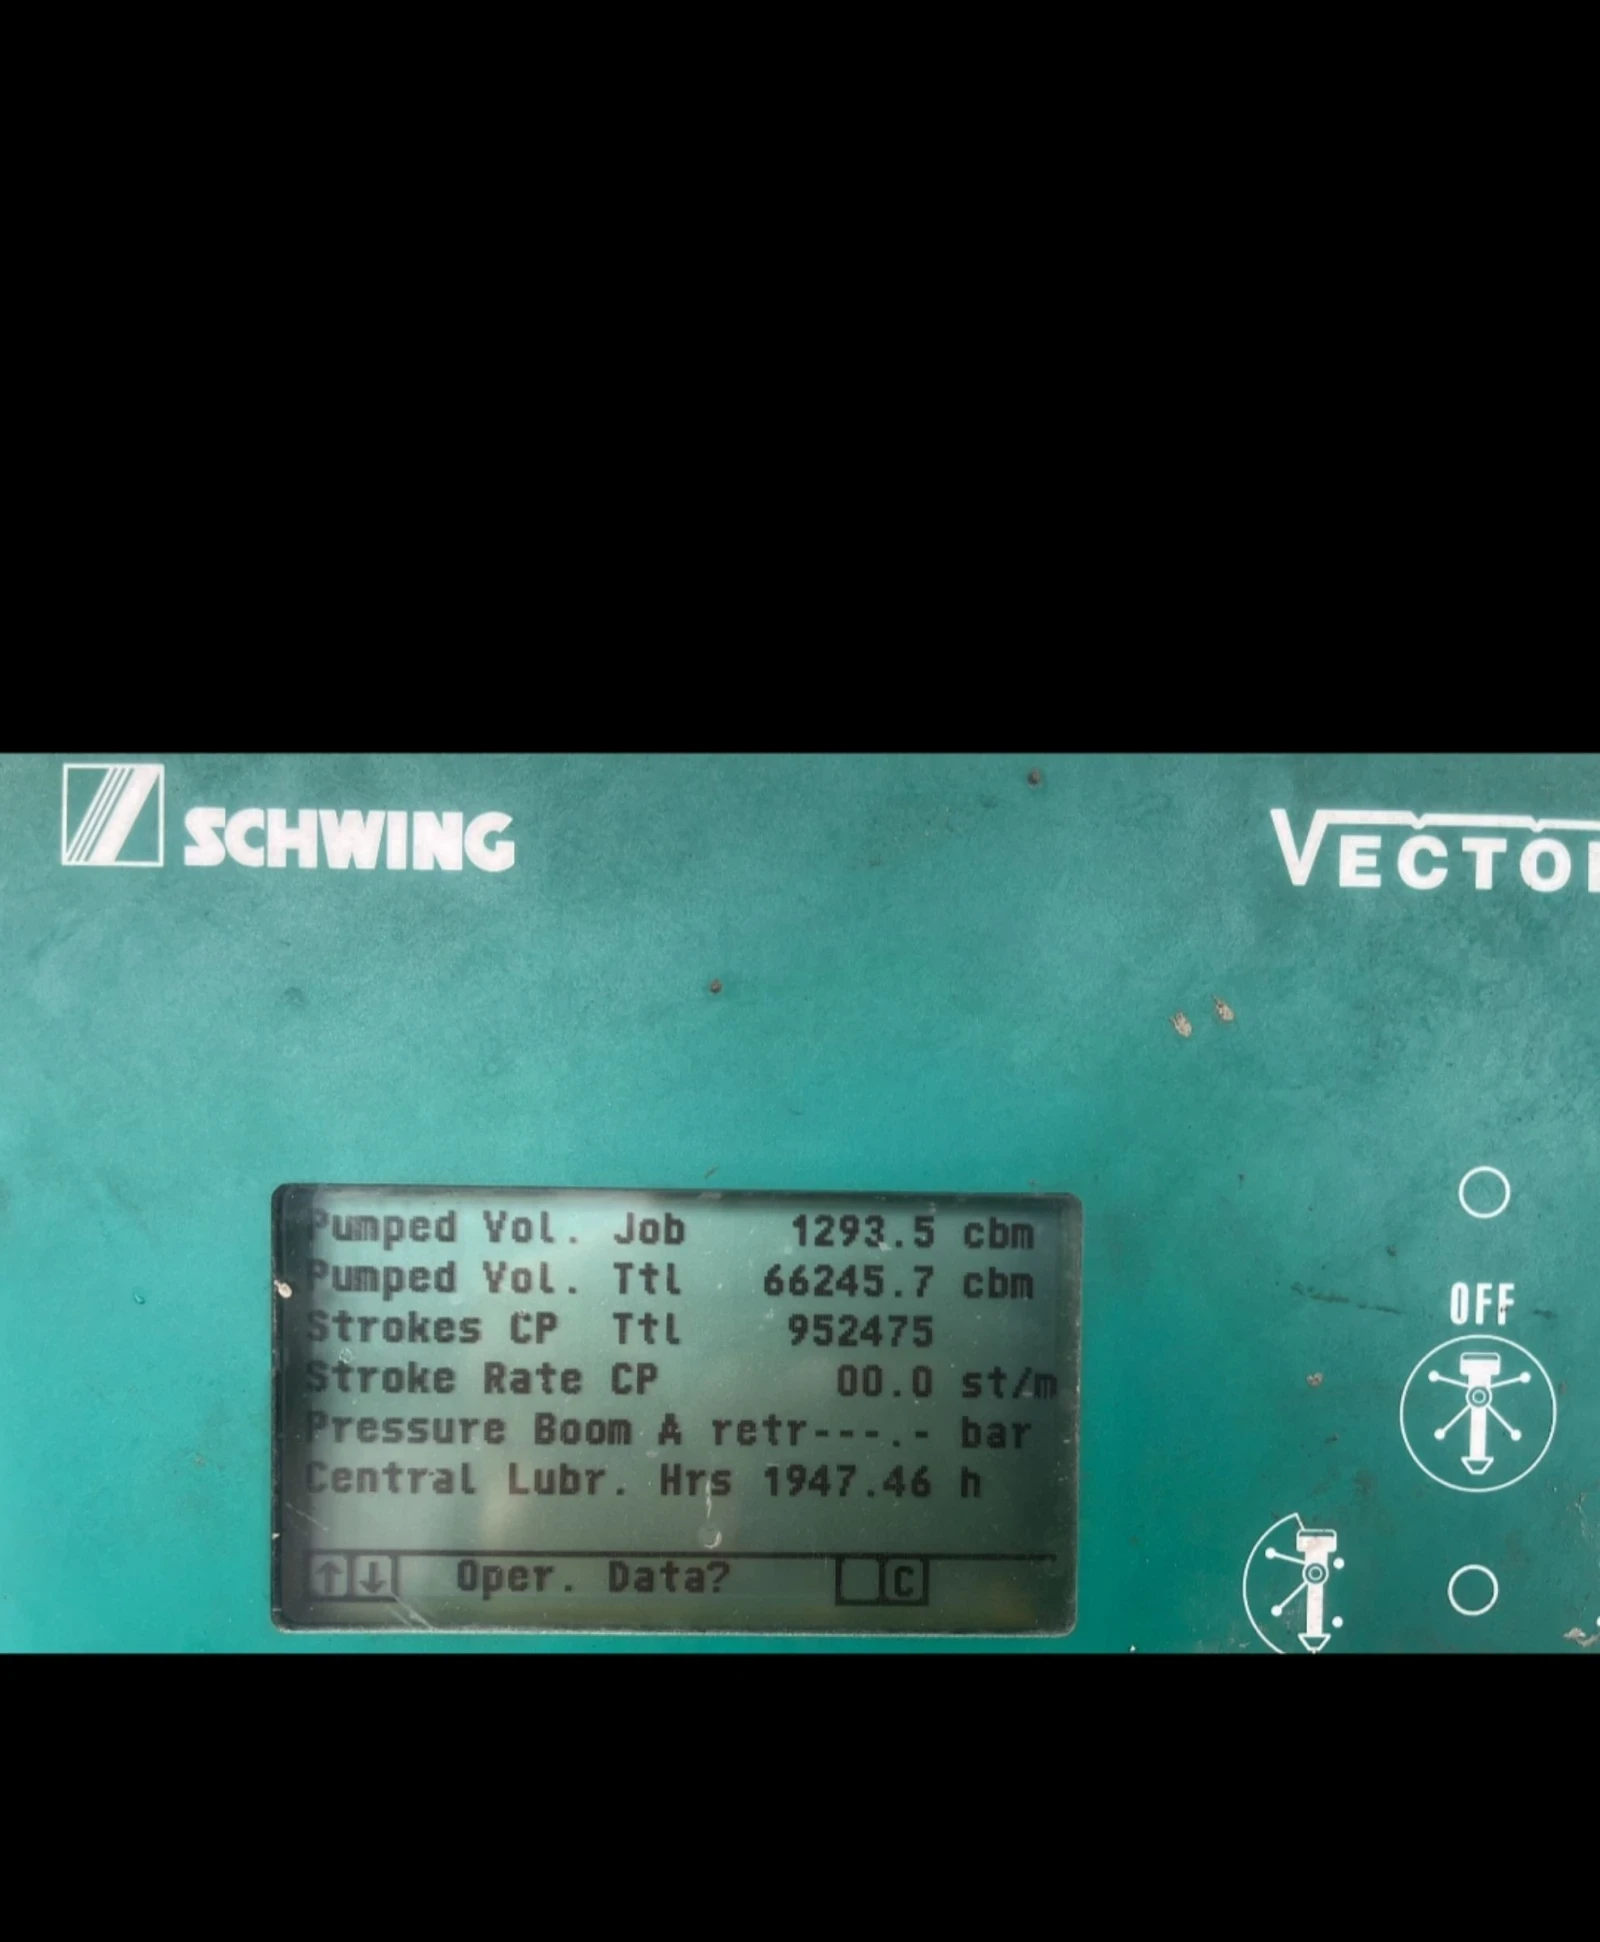 SCHWING
VECTOR
Pumped Vol. Job 1293.5 cbm
Pumped Vol. Ttl 66245.7 cbm
Strokes CP Ttl 952475
Stroke Rate CP 00.0 st/m
Pressure Boom A retr---.- bar
Central Lubr. Hrs 1947.46 h
OFF
↑↓ Oper. Data? C